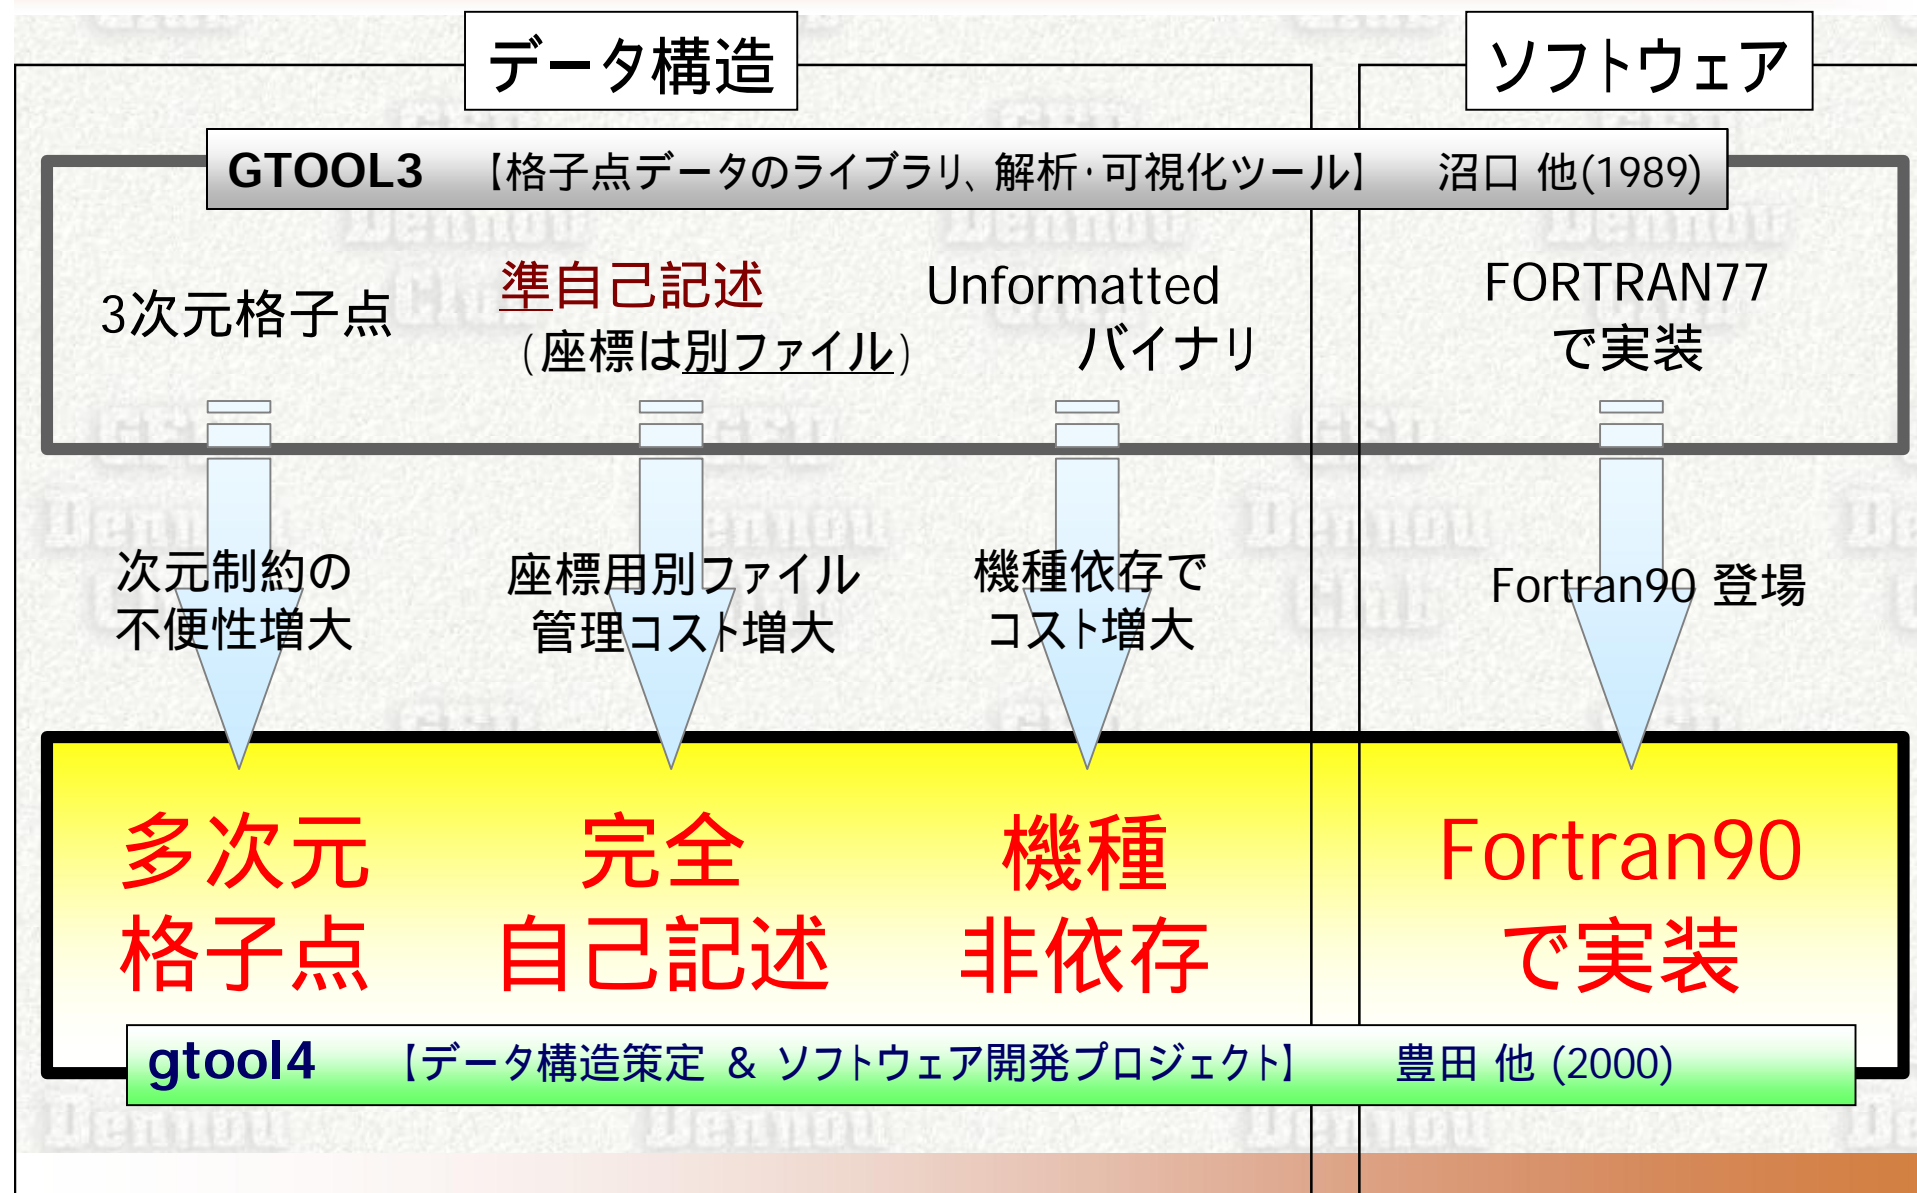 データ構造
ソフトウェア
GTOOL3 【格子点データのライブラリ、解析・可視化ツール】 沼口 他(1989)
3次元格子点
準自己記述
(座標は別ファイル)
Unformatted
バイナリ
FORTRAN77
で実装
次元制約の
不便性増大
座標用別ファイル
管理コスト増大
機種依存で
コスト増大
Fortran90 登場
多次元
格子点
完全
自己記述
機種
非依存
Fortran90
で実装
gtool4 【データ構造策定 & ソフトウェア開発プロジェクト】 豊田 他 (2000)